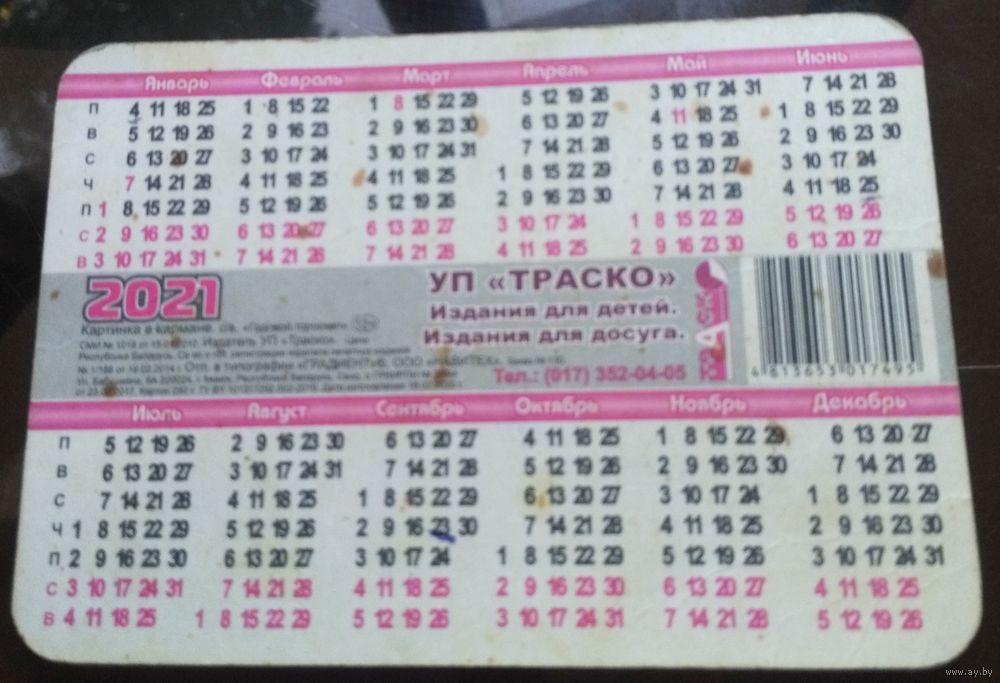 Январь Февраль Март Апрель Май Июнь
П 4 11 18 25 1 8 15 22 1 8 15 22 29 5 12 19 26 3 10 17 24 31 7 14 21 28
В 5 12 19 26 2 9 16 23 2 9 16 23 30 6 13 20 27 4 11 18 25 1 8 15 22 29
С 6 13 20 27 3 10 17 24 3 10 17 24 31 7 14 21 28 5 12 19 26 2 9 16 23 30
Ч 7 14 21 28 4 11 18 25 4 11 18 25 1 8 15 22 29 6 13 20 27 3 10 17 24
П 1 8 15 22 29 5 12 19 26 5 12 19 26 2 9 16 23 30 7 14 21 28 4 11 18 25
С 2 9 16 23 30 6 13 20 27 6 13 20 27 3 10 17 24 1 8 15 22 29 5 12 19 26
В 3 10 17 24 31 7 14 21 28 7 14 21 28 4 11 18 25 2 9 16 23 30 6 13 20 27
2021
УП «ТРАСКО»
Издания для детей.
Издания для досуга.
Тел.: (017) 352-04-05
Картинка в кармане.
ТРАСКО
4 813653 017495
Июль Август Сентябрь Октябрь Ноябрь Декабрь
П 5 12 19 26 2 9 16 23 30 6 13 20 27 4 11 18 25 1 8 15 22 29 6 13 20 27
В 6 13 20 27 3 10 17 24 31 7 14 21 28 5 12 19 26 2 9 16 23 30 7 14 21 28
С 7 14 21 28 4 11 18 25 1 8 15 22 29 6 13 20 27 3 10 17 24 1 8 15 22 29
Ч 1 8 15 22 29 5 12 19 26 2 9 16 23 30 7 14 21 28 4 11 18 25 2 9 16 23 30
П 2 9 16 23 30 6 13 20 27 3 10 17 24 1 8 15 22 29 5 12 19 26 3 10 17 24 31
С 3 10 17 24 31 7 14 21 28 4 11 18 25 2 9 16 23 30 6 13 20 27 4 11 18 25
В 4 11 18 25 1 8 15 22 29 5 12 19 26 3 10 17 24 31 7 14 21 28 5 12 19 26
www.ay.by